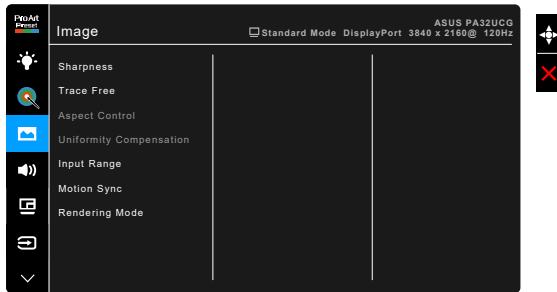 ProArt
Preset
Image
ASUS PA32UCG
Standard Mode DisplayPort 3840 x 2160@ 120Hz
Sharpness
Trace Free
Aspect Control
Uniformity Compensation
Input Range
Motion Sync
Rendering Mode